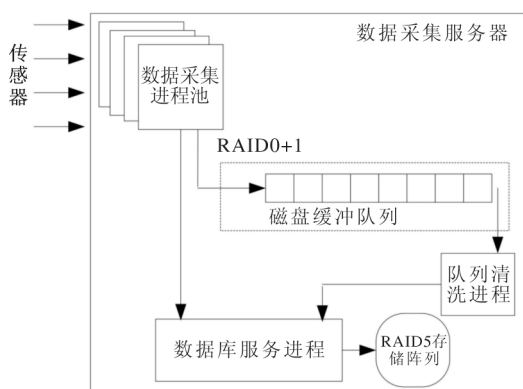 数据采集服务器
传
感
器
数据采集
进程池
RAID0+1
磁盘缓冲队列
队列清
洗进程
数据库服务进程
RAID5存
储阵列